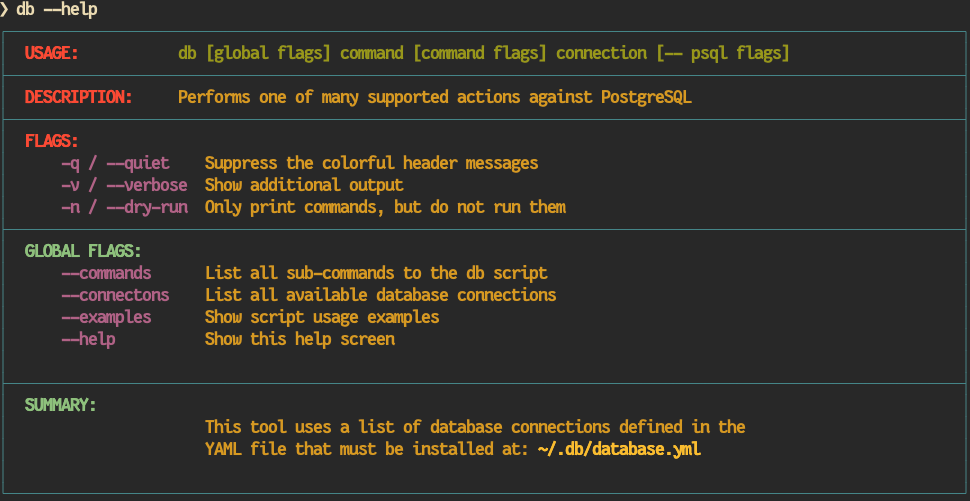 ❯ db --help
USAGE: db [global flags] command [command flags] connection [-- psql flags]
DESCRIPTION: Performs one of many supported actions against PostgreSQL
FLAGS:
-q / --quiet Suppress the colorful header messages
-v / --verbose Show additional output
-n / --dry-run Only print commands, but do not run them
GLOBAL FLAGS:
--commands List all sub-commands to the db script
--connectons List all available database connections
--examples Show script usage examples
--help Show this help screen
SUMMARY:
This tool uses a list of database connections defined in the
YAML file that must be installed at: ~/.db/database.yml